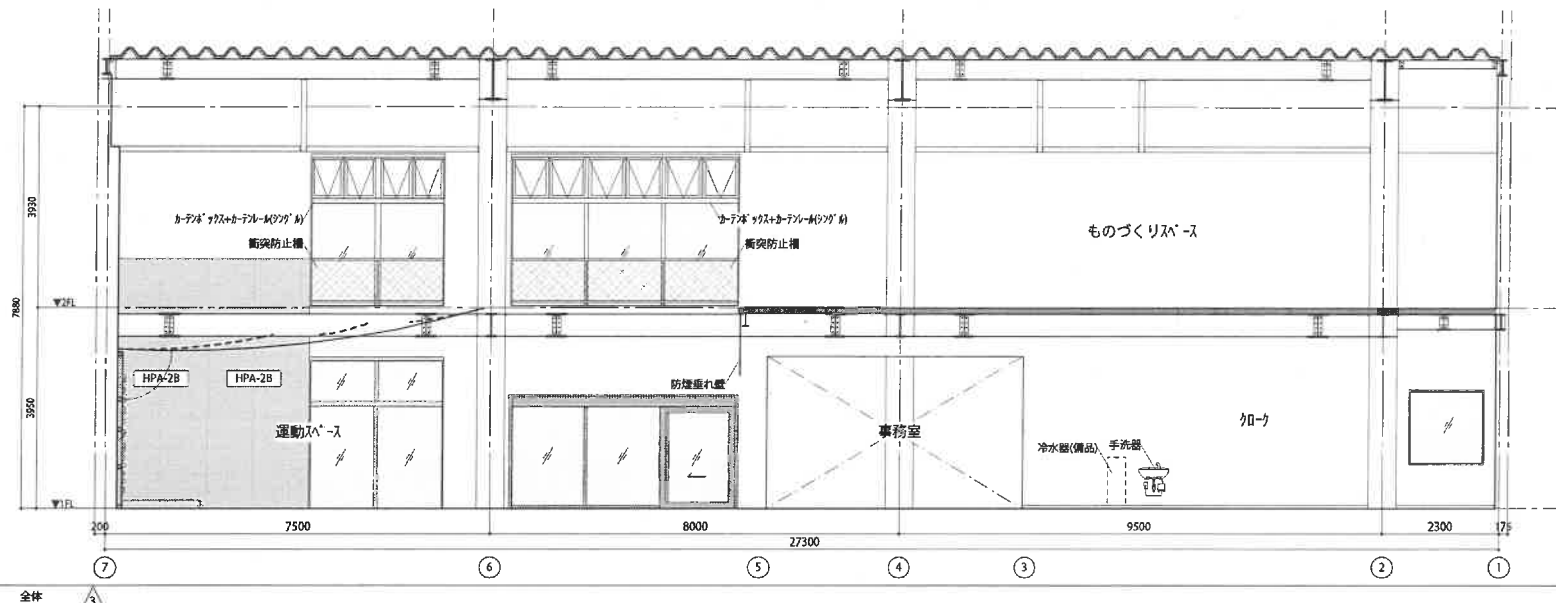 3930
カーテンボックス+カーテンレール(シングル)
カーテンボックス+カーテンレール(シングル)
衝突防止柵
衝突防止柵
ものづくりスペース
7880
▼2FL
HPA-2B
HPA-2B
防煙垂れ壁
3950
運動スペース
事務室
クローク
冷水器(備品)
手洗器
▼1FL
200
7500
8000
9500
2300
175
27300
7
6
5
4
3
2
1
全体
3